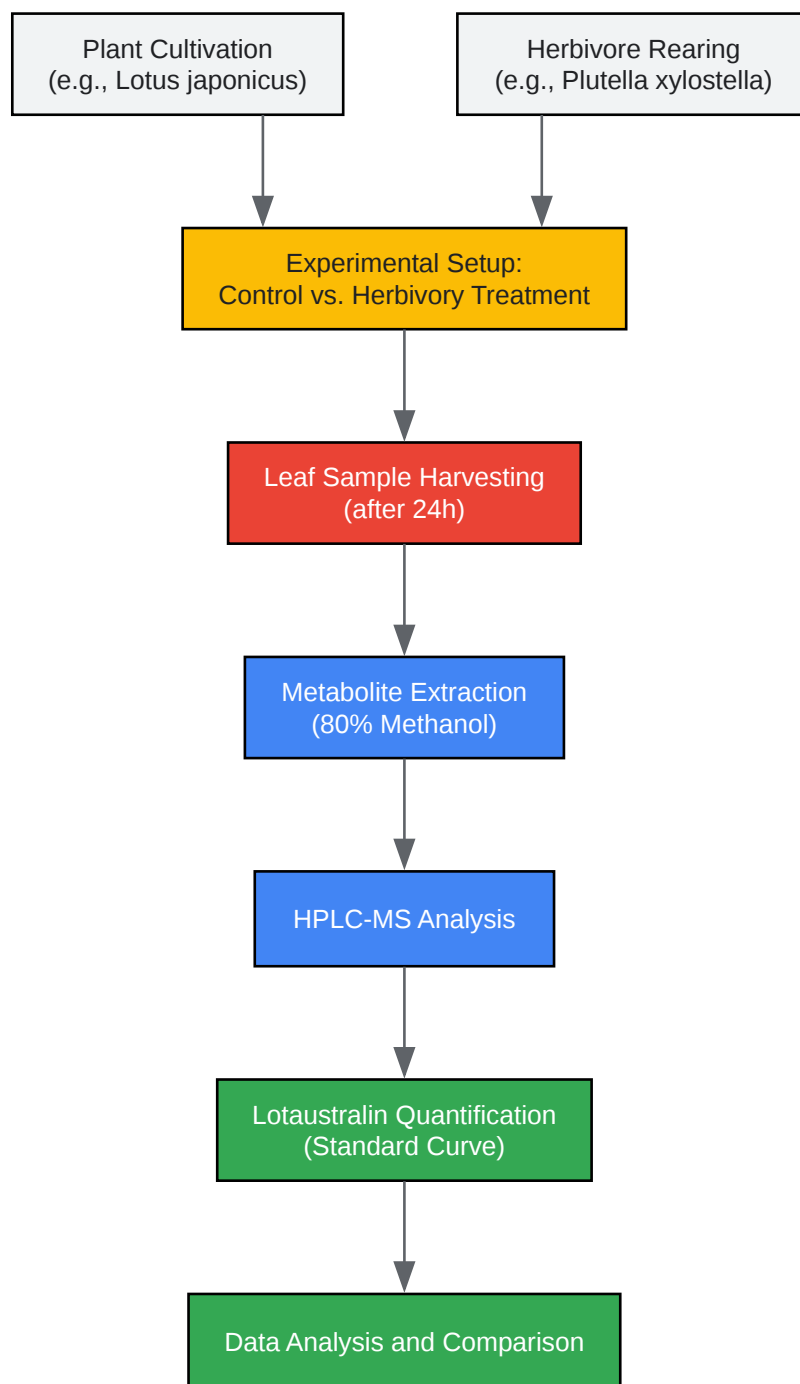 Plant Cultivation
(e.g., Lotus japonicus)
Herbivore Rearing
(e.g., Plutella xylostella)
Experimental Setup:
Control vs. Herbivory Treatment
Leaf Sample Harvesting
(after 24h)
Metabolite Extraction
(80% Methanol)
HPLC-MS Analysis
Lotaustralin Quantification
(Standard Curve)
Data Analysis and Comparison